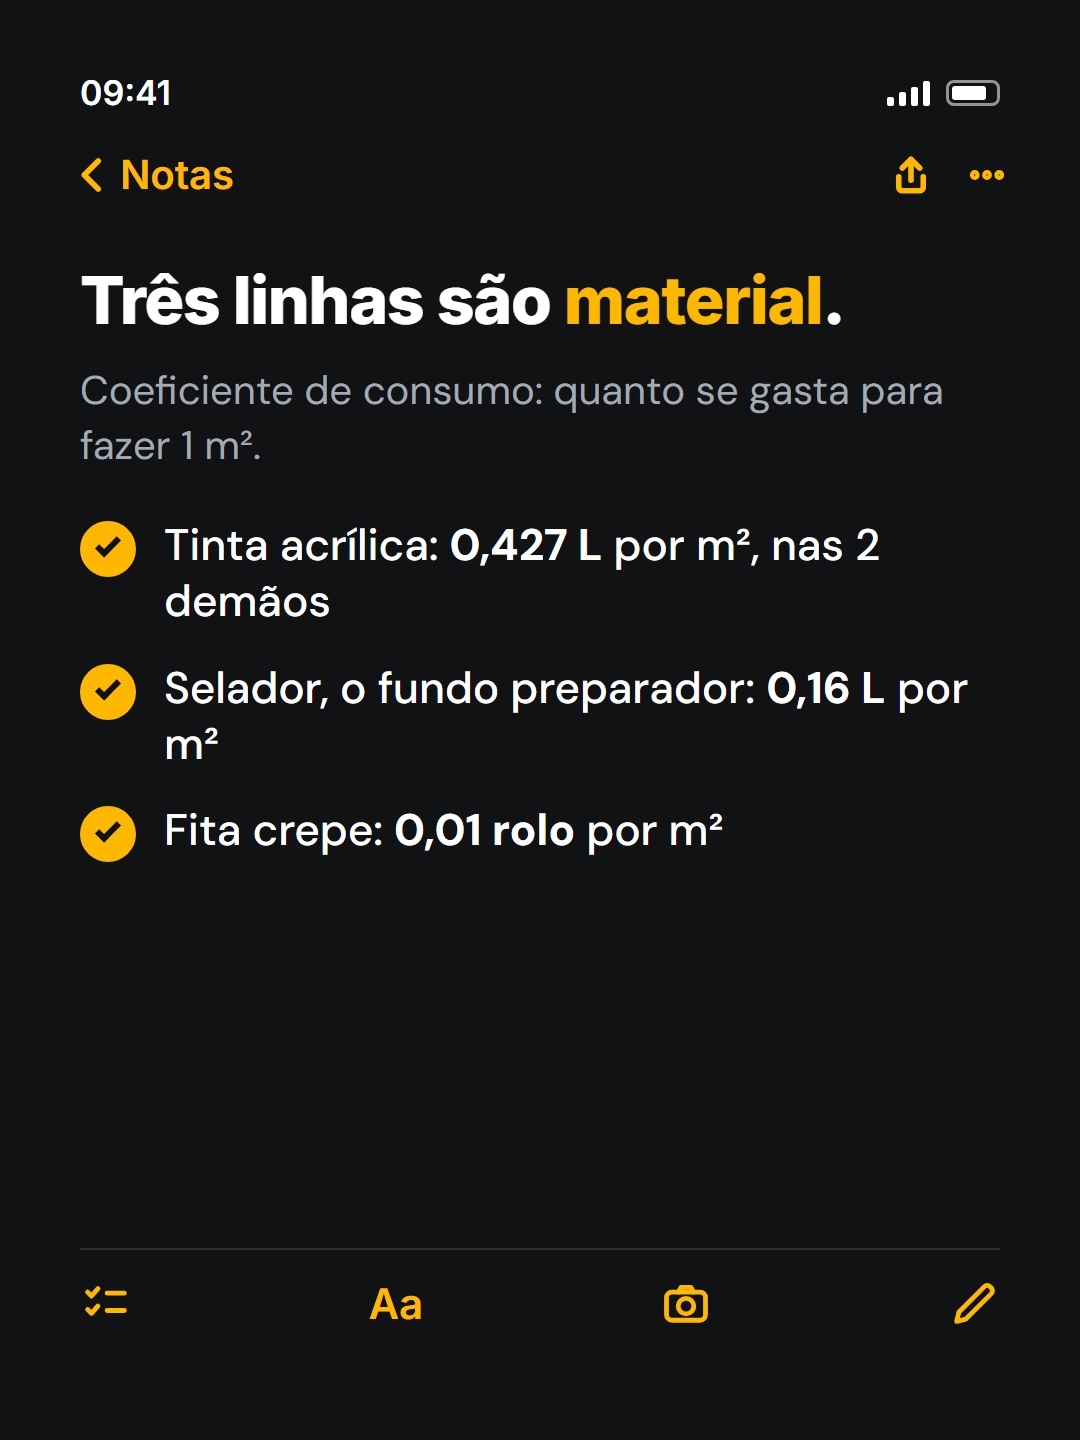 09:41
Notas
Três linhas são material.
Coeficiente de consumo: quanto se gasta para
fazer 1 m².
Tinta acrílica: 0,427 L por m², nas 2
demãos
Selador, o fundo preparador: 0,16 L por
m²
Fita crepe: 0,01 rolo por m²
Aa